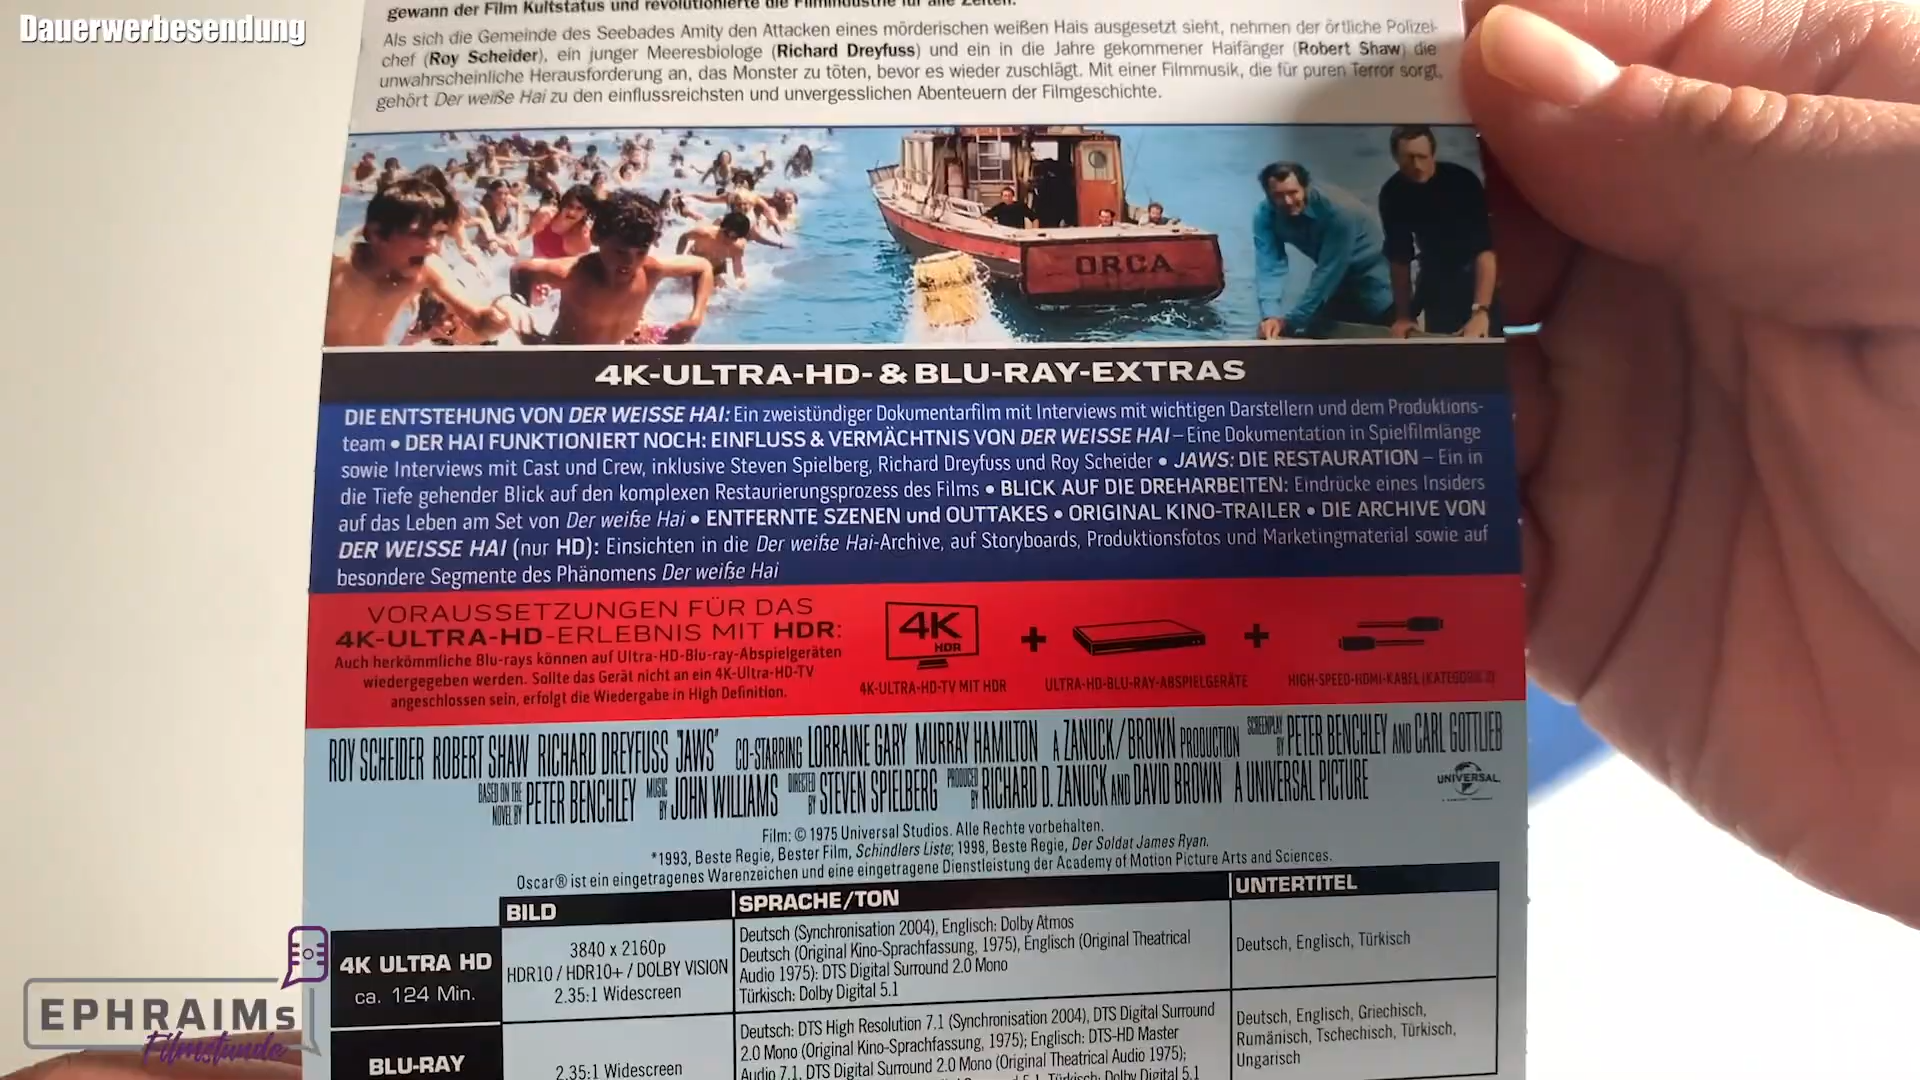 Dauerwerbesendung
gewann der Film Kultstatus und revolutionierte die Filmindustrie für alle Zeiten.
Als sich die Gemeinde des Seebades Amity den Attacken eines mörderischen weißen Hais ausgesetzt sieht, nehmen der örtliche Polizei-
chef (Roy Scheider), ein junger Meeresbiologe (Richard Dreyfuss) und ein in die Jahre gekommener Haifänger (Robert Shaw) die
unwahrscheinliche Herausforderung an, das Monster zu töten, bevor es wieder zuschlägt. Mit einer Filmmusik, die für puren Terror sorgt,
gehört Der weiße Hai zu den einflussreichsten und unvergesslichen Abenteuern der Filmgeschichte.
ORCA
4K-ULTRA-HD- & BLU-RAY-EXTRAS
DIE ENTSTEHUNG VON DER WEISSE HAI: Ein zweistündiger Dokumentarfilm mit Interviews mit wichtigen Darstellern und dem Produktions-
team • DER HAI FUNKTIONIERT NOCH: EINFLUSS & VERMÄCHTNIS VON DER WEISSE HAI – Eine Dokumentation in Spielfilmlänge
sowie Interviews mit Cast und Crew, inklusive Steven Spielberg, Richard Dreyfuss und Roy Scheider • JAWS: DIE RESTAURATION – Ein in
die Tiefe gehender Blick auf den komplexen Restaurierungsprozess des Films • BLICK AUF DIE DREHARBEITEN: Eindrücke eines Insiders
auf das Leben am Set von Der weiße Hai • ENTFERNTE SZENEN und OUTTAKES • ORIGINAL KINO-TRAILER • DIE ARCHIVE VON
DER WEISSE HAI (nur HD): Einsichten in die Der weiße Hai-Archive, auf Storyboards, Produktionsfotos und Marketingmaterial sowie auf
besondere Segmente des Phänomens Der weiße Hai
VORAUSSETZUNGEN FÜR DAS
4K-ULTRA-HD-ERLEBNIS MIT HDR:
Auch herkömmliche Blu-rays können auf Ultra-HD-Blu-ray-Abspielgeräten
wiedergegeben werden. Sollte das Gerät nicht an ein 4K-Ultra-HD-TV
angeschlossen sein, erfolgt die Wiedergabe in High Definition.
4K
HDR
+
+
4K-ULTRA-HD-TV MIT HDR
ULTRA-HD-BLU-RAY-ABSPIELGERÄTE
HIGH-SPEED-HDMI-KABEL (KATEGORIE 2)
ROY SCHEIDER ROBERT SHAW RICHARD DREYFUSS "JAWS" CO-STARRING LORRAINE GARY MURRAY HAMILTON A ZANUCK/BROWN PRODUCTION SCREENPLAY BY PETER BENCHLEY AND CARL GOTTLIEB
BASED ON THE NOVEL BY PETER BENCHLEY MUSIC BY JOHN WILLIAMS DIRECTED BY STEVEN SPIELBERG PRODUCED BY RICHARD D. ZANUCK AND DAVID BROWN A UNIVERSAL PICTURE
UNIVERSAL
Film: © 1975 Universal Studios. Alle Rechte vorbehalten.
*1993, Beste Regie, Bester Film, Schindlers Liste; 1998, Beste Regie, Der Soldat James Ryan.
Oscar® ist ein eingetragenes Warenzeichen und eine eingetragene Dienstleistung der Academy of Motion Picture Arts and Sciences.
BILD
SPRACHE/TON
UNTERTITEL
4K ULTRA HD
ca. 124 Min.
3840 x 2160p
HDR10 / HDR10+ / DOLBY VISION
2.35:1 Widescreen
Deutsch (Synchronisation 2004), Englisch: Dolby Atmos
Deutsch (Original Kino-Sprachfassung, 1975), Englisch (Original Theatrical
Audio 1975): DTS Digital Surround 2.0 Mono
Türkisch: Dolby Digital 5.1
Deutsch, Englisch, Türkisch
BLU-RAY
2.35:1 Widescreen
Deutsch: DTS High Resolution 7.1 (Synchronisation 2004), DTS Digital Surround
2.0 Mono (Original Kino-Sprachfassung, 1975); Englisch: DTS-HD Master
Audio 7.1, DTS Digital Surround 2.0 Mono (Original Theatrical Audio 1975);
5.1, Türkisch: Dolby Digital 5.1
Deutsch, Englisch, Griechisch,
Rumänisch, Tschechisch, Türkisch,
Ungarisch
EPHRAIMs
Filmstunde